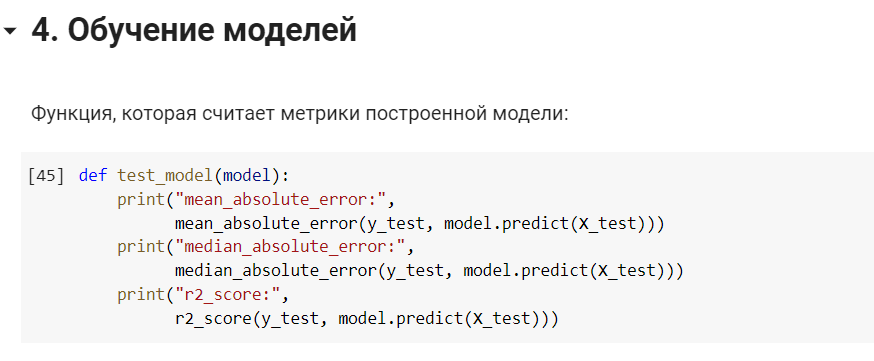 4. Обучение моделей
Функция, которая считает метрики построенной модели:
[45] def test_model(model):
print("mean_absolute_error:",
mean_absolute_error(y_test, model.predict(X_test)))
print("median_absolute_error:",
median_absolute_error(y_test, model.predict(X_test)))
print("r2_score:",
r2_score(y_test, model.predict(X_test)))